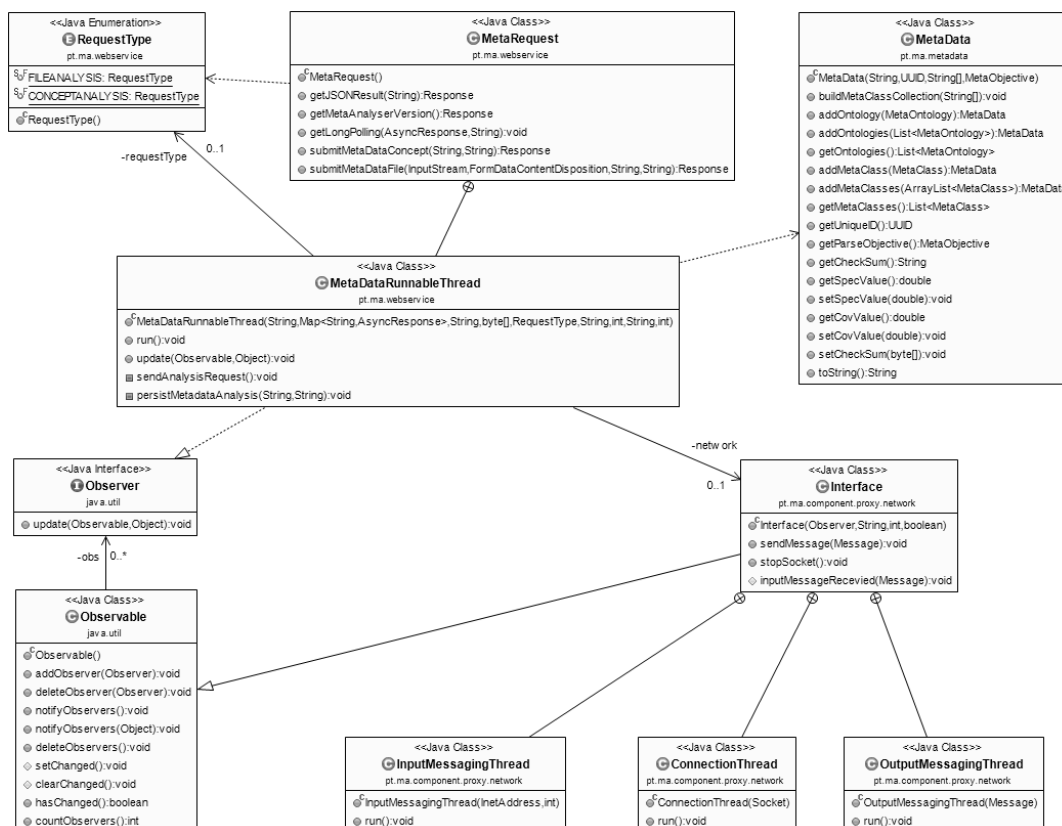 <<Java Enumeration>>
RequestType
pt.ma.webservice
FILEANALYSIS: RequestType
CONCEPTANALYSIS: RequestType
RequestType()
<<Java Class>>
MetaRequest
pt.ma.webservice
MetaRequest()
getJSONResult(String):Response
getMetaAnalyserVersion():Response
getLongPolling(AsyncResponse,String):void
submitMetaDataConcept(String,String):Response
submitMetaDataFile(InputStream,FormDataContentDisposition,String,String):Response
<<Java Class>>
MetaData
pt.ma.metadata
MetaData(String,UUID,String[],MetaObjective)
buildMetaClassCollection(String[]):void
addOntology(MetaOntology):MetaData
addOntologies(List<MetaOntology>):MetaData
getOntologies():List<MetaOntology>
addMetaClass(MetaClass):MetaData
addMetaClasses(ArrayList<MetaClass>):MetaData
getMetaClasses():List<MetaClass>
getUniqueID():UUID
getParseObjective():MetaObjective
getCheckSum():String
getSpecValue():double
setSpecValue(double):void
getCovValue():double
setCovValue(double):void
setCheckSum(byte[]):void
toString():String
-requestType
0..1
<<Java Class>>
MetaDataRunnableThread
pt.ma.webservice
MetaDataRunnableThread(String,Map<String,AsyncResponse>,String,byte[],RequestType,String,int,String,int)
run():void
update(Observable,Object):void
sendAnalysisRequest():void
persistMetadataAnalysis(String,String):void
-network
0..1
<<Java Interface>>
Observer
java.util
update(Observable,Object):void
<<Java Class>>
Interface
pt.ma.component.proxy.network
Interface(Observer,String,int,boolean)
sendMessage(Message):void
stopSocket():void
inputMessageRecevied(Message):void
-obs
0..*
<<Java Class>>
Observable
java.util
Observable()
addObserver(Observer):void
deleteObserver(Observer):void
notifyObservers():void
notifyObservers(Object):void
deleteObservers():void
setChanged():void
clearChanged():void
hasChanged():boolean
countObservers():int
<<Java Class>>
InputMessagingThread
pt.ma.component.proxy.network
InputMessagingThread(InetAddress,int)
run():void
<<Java Class>>
ConnectionThread
pt.ma.component.proxy.network
ConnectionThread(Socket)
run():void
<<Java Class>>
OutputMessagingThread
pt.ma.component.proxy.network
OutputMessagingThread(Message)
run():void